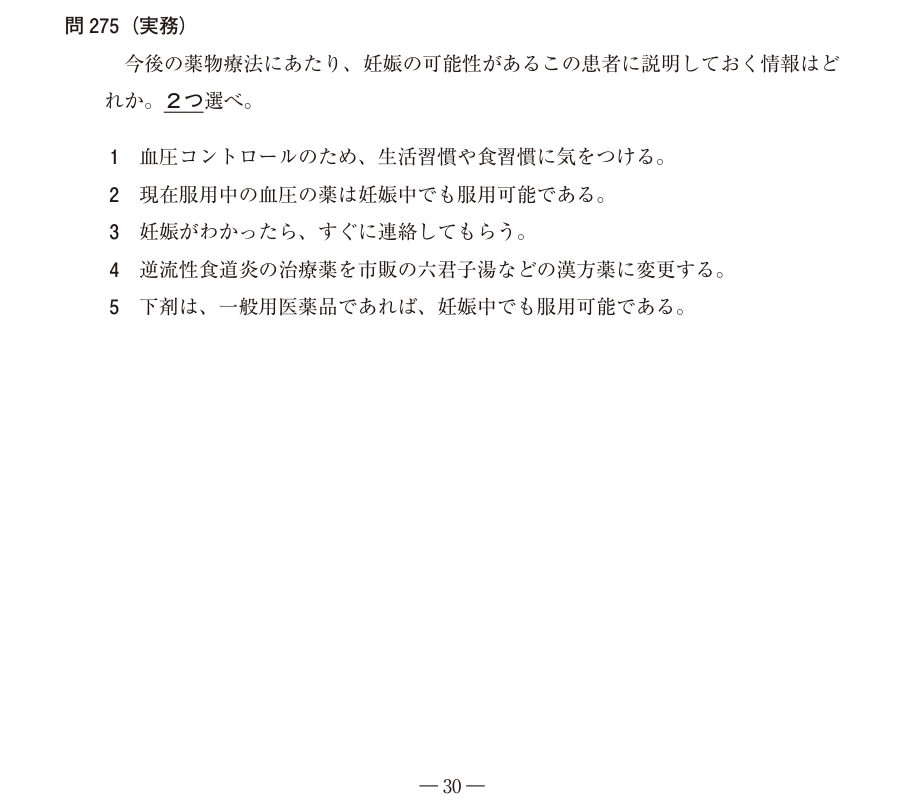 問 275（実務）
今後の薬物療法にあたり、妊娠の可能性があるこの患者に説明しておく情報はど
れか。２つ選べ。
1 血圧コントロールのため、生活習慣や食習慣に気をつける。
2 現在服用中の血圧の薬は妊娠中でも服用可能である。
3 妊娠がわかったら、すぐに連絡してもらう。
4 逆流性食道炎の治療薬を市販の六君子湯などの漢方薬に変更する。
5 下剤は、一般用医薬品であれば、妊娠中でも服用可能である。
― 30 ―